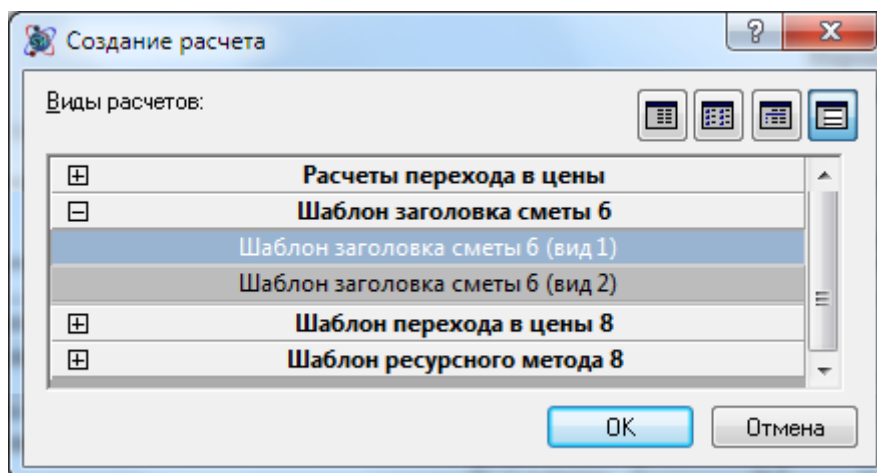 Создание расчета
Виды расчетов:
Расчеты перехода в цены
Шаблон заголовка сметы 6
Шаблон заголовка сметы 6 (вид 1)
Шаблон заголовка сметы 6 (вид 2)
Шаблон перехода в цены 8
Шаблон ресурсного метода 8
OK
Отмена